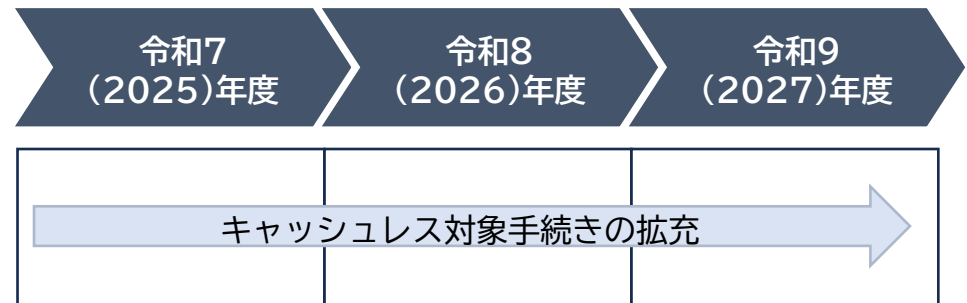 令和7
(2025)年度
令和8
(2026)年度
令和9
(2027)年度
キャッシュレス対象手続きの拡充